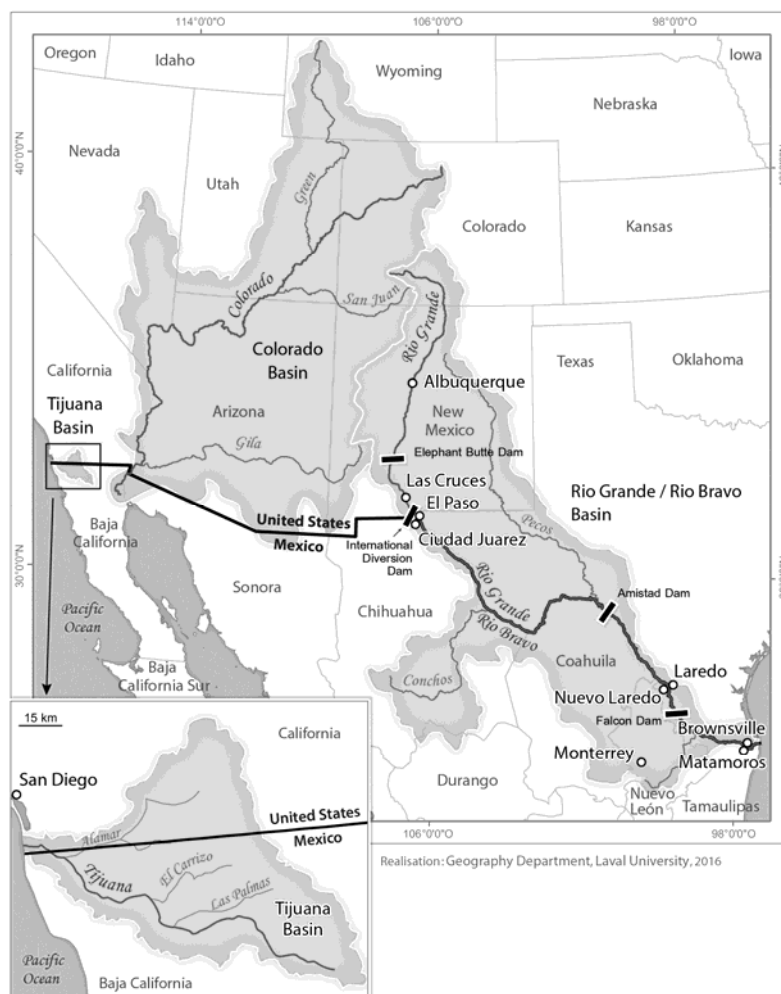 114°0'0"O
106°0'0"O
98°0'0"O
Oregon
Idaho
Wyoming
Iowa
Nebraska
40°0'0"N
Nevada
Utah
Green
Colorado
Kansas
Colorado
San Juan
Rio Grande
Colorado
Basin
Texas
Oklahoma
California
Albuquerque
Tijuana
Basin
Arizona
New
Mexico
Gila
Elephant Butte Dam
Las Cruces
El Paso
Rio Grande / Rio Bravo
Basin
United States
Mexico
Pecos
Baja
California
International
Diversion
Dam
Ciudad Juarez
30°0'0"N
Sonora
Rio Grande
Amistad Dam
Chihuahua
Pacific
Ocean
Rio Bravo
Coahuila
Baja
California Sur
Conchos
Laredo
Nuevo Laredo
Falcon Dam
Brownsville
Monterrey
Matamoros
Durango
Nuevo
León
Tamaulipas
106°0'0"O
98°0'0"O
15 km
California
San Diego
United States
Mexico
Alamar
Tijuana
El Carrizo
Las Palmas
Tijuana
Basin
Pacific
Ocean
Baja California
Realisation: Geography Department, Laval University, 2016